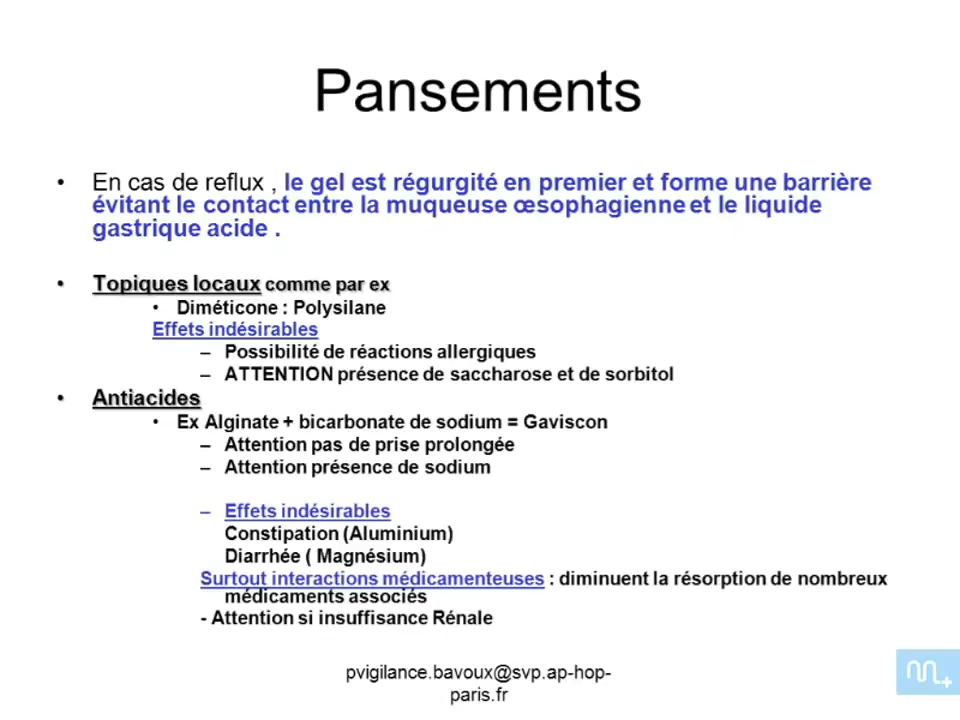 Pansements
• En cas de reflux , le gel est régurgité en premier et forme une barrière
évitant le contact entre la muqueuse œsophagienne et le liquide
gastrique acide .
• Topiques locaux comme par ex
• Diméticone : Polysilane
Effets indésirables
– Possibilité de réactions allergiques
– ATTENTION présence de saccharose et de sorbitol
• Antiacides
• Ex Alginate + bicarbonate de sodium = Gaviscon
– Attention pas de prise prolongée
– Attention présence de sodium
– Effets indésirables
Constipation (Aluminium)
Diarrhée ( Magnésium)
Surtout interactions médicamenteuses : diminuent la résorption de nombreux
médicaments associés
- Attention si insuffisance Rénale
pvigilance.bavoux@svp.ap-hop-
paris.fr